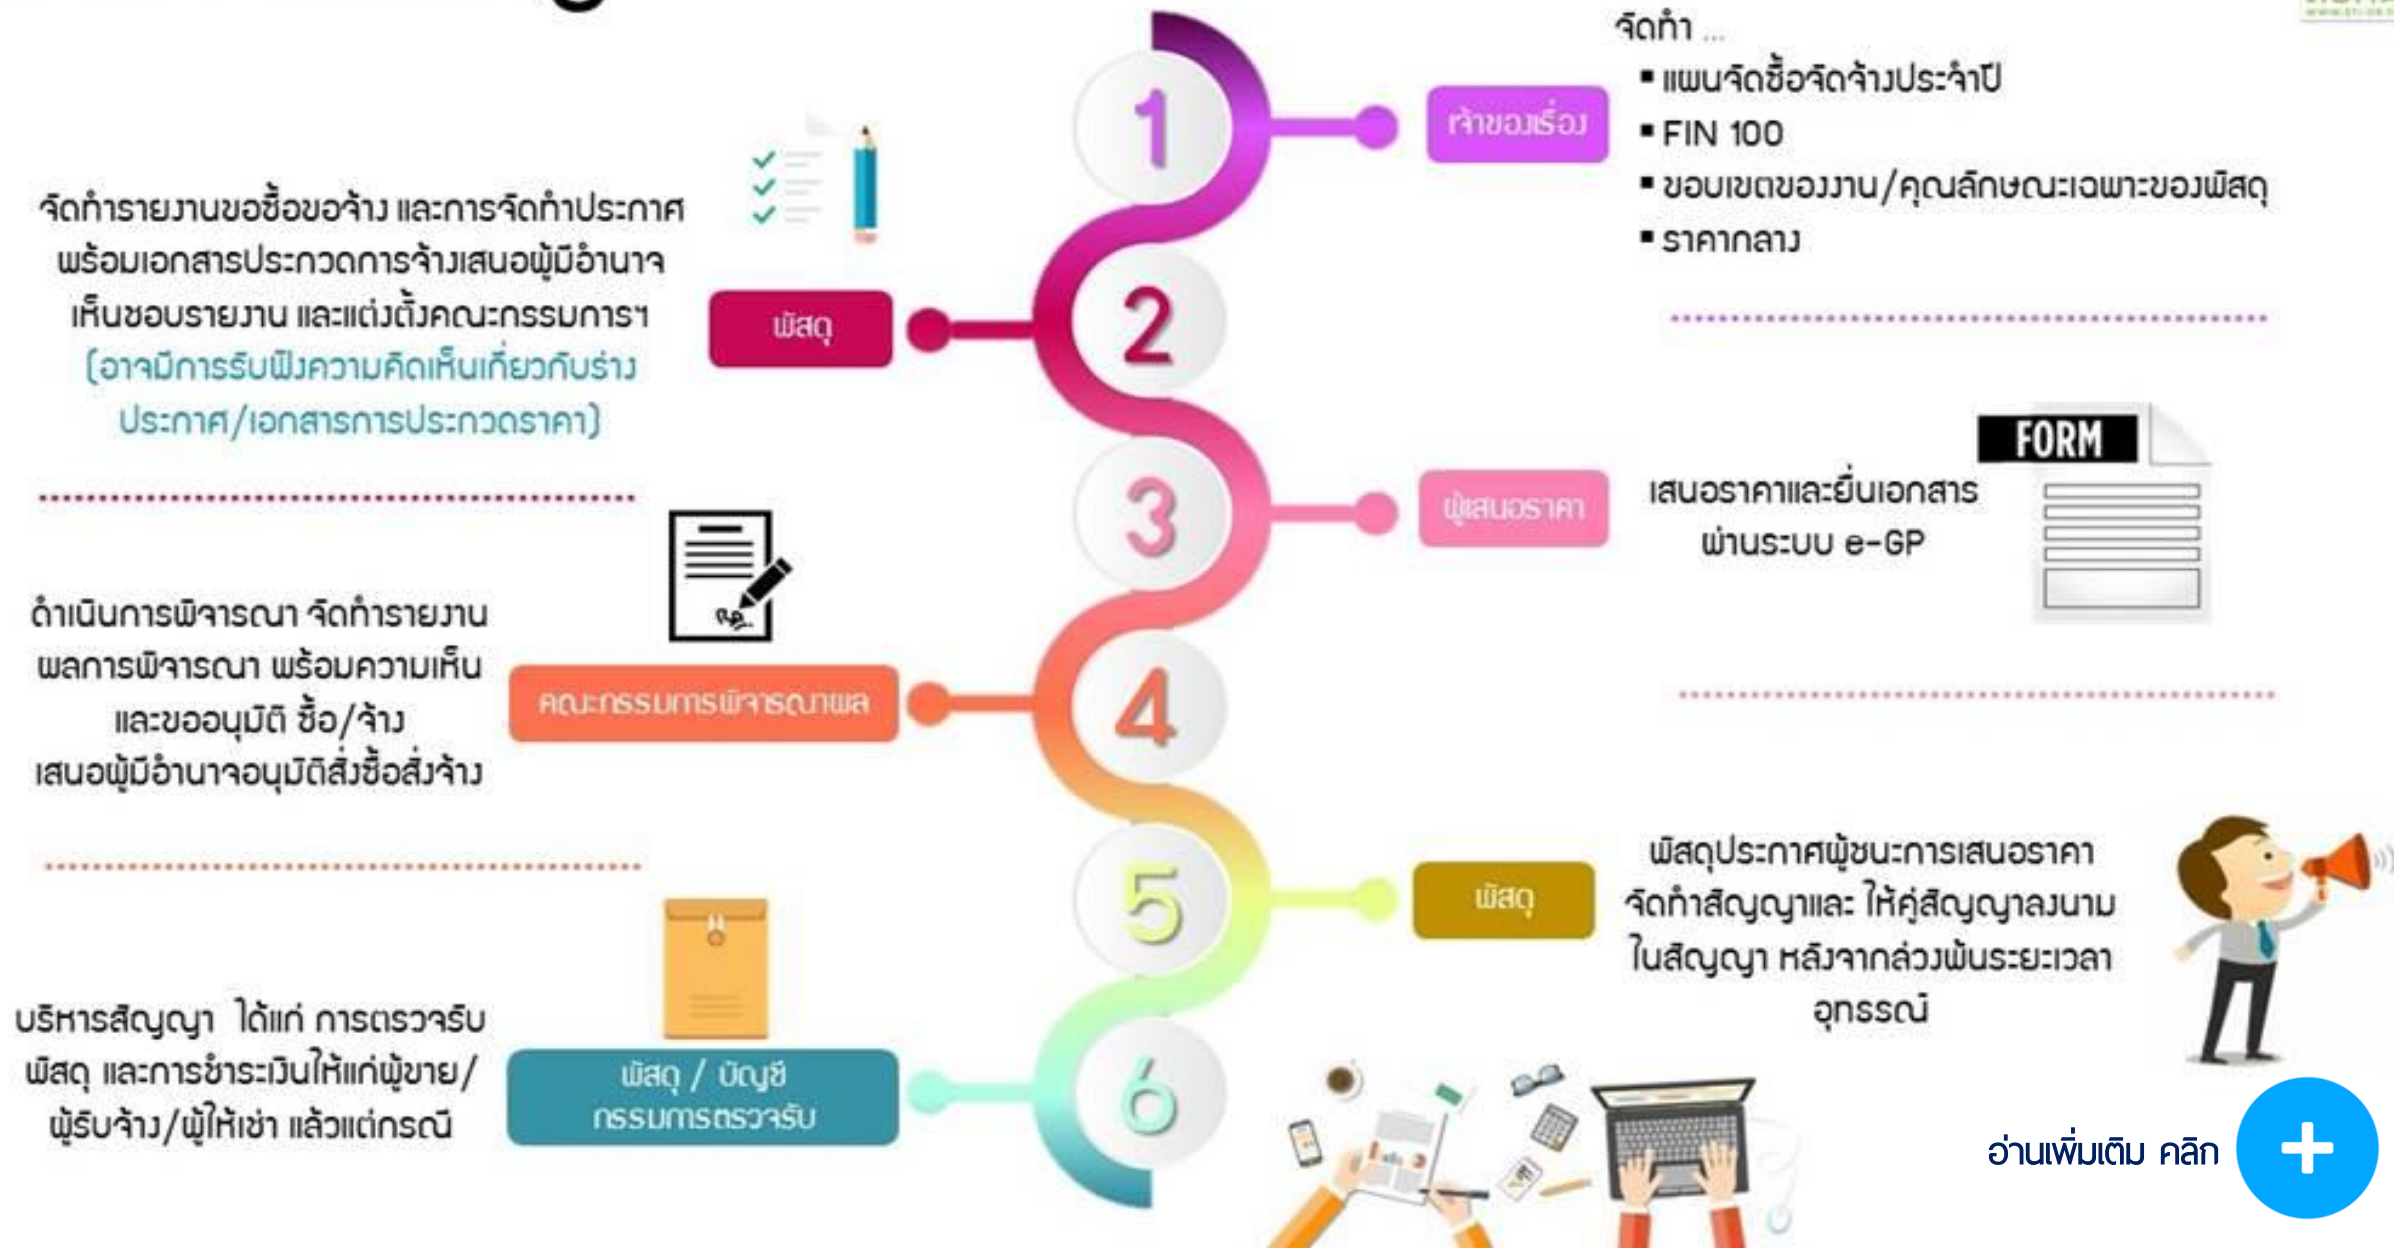 1
เจ้าของเรื่อง
จัดทำ ...
▪ แผนจัดซื้อจัดจ้างประจำปี
▪ FIN 100
▪ ขอบเขตของงาน/คุณลักษณะเฉพาะของพัสดุ
▪ ราคากลาง
จัดทำรายงานขอซื้อขอจ้าง และการจัดทำประกาศ
พร้อมเอกสารประกวดการจ้างเสนอผู้มีอำนาจ
เห็นชอบรายงาน และแต่งตั้งคณะกรรมการฯ
(อาจมีการรับฟังความคิดเห็นเกี่ยวกับร่าง
ประกาศ/เอกสารการประกวดราคา)
พัสดุ
2
3
ผู้เสนอราคา
เสนอราคาและยื่นเอกสาร
ผ่านระบบ e-GP
FORM
ดำเนินการพิจารณา จัดทำรายงาน
ผลการพิจารณา พร้อมความเห็น
และขออนุมัติ ซื้อ/จ้าง
เสนอผู้มีอำนาจอนุมัติสั่งซื้อสั่งจ้าง
คณะกรรมการพิจารณาผล
4
5
พัสดุ
พัสดุประกาศผู้ชนะการเสนอราคา
จัดทำสัญญาและ ให้คู่สัญญาลงนาม
ในสัญญา หลังจากล่วงพ้นระยะเวลา
อุทธรณ์
บริหารสัญญา ได้แก่ การตรวจรับ
พัสดุ และการชำระเงินให้แก่ผู้ขาย/
ผู้รับจ้าง/ผู้ให้เช่า แล้วแต่กรณี
พัสดุ / บัญชี
กรรมการตรวจรับ
6
อ่านเพิ่มเติม คลิก